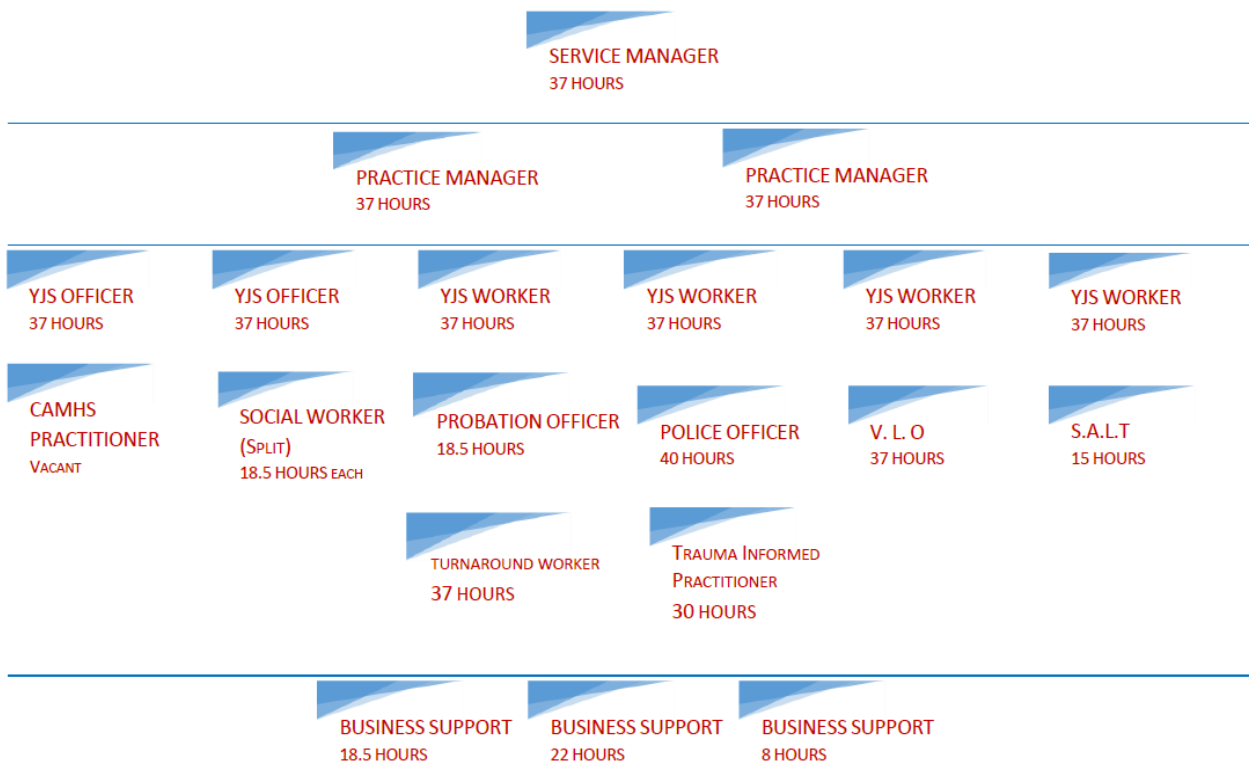 SERVICE MANAGER
37 HOURS
PRACTICE MANAGER
37 HOURS
PRACTICE MANAGER
37 HOURS
YJS OFFICER
37 HOURS
YJS OFFICER
37 HOURS
YJS WORKER
37 HOURS
YJS WORKER
37 HOURS
YJS WORKER
37 HOURS
YJS WORKER
37 HOURS
CAMHS
PRACTITIONER
VACANT
SOCIAL WORKER
(SPLIT)
18.5 HOURS EACH
PROBATION OFFICER
18.5 HOURS
POLICE OFFICER
40 HOURS
V. L. O
37 HOURS
S.A.L.T
15 HOURS
TURNAROUND WORKER
37 HOURS
TRAUMA INFORMED
PRACTITIONER
30 HOURS
BUSINESS SUPPORT
18.5 HOURS
BUSINESS SUPPORT
22 HOURS
BUSINESS SUPPORT
8 HOURS